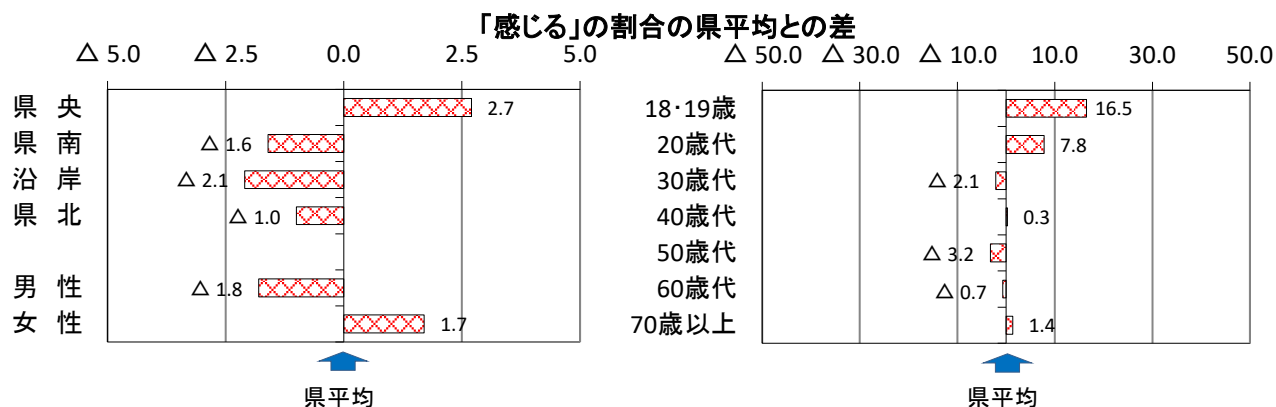 「感じる」の割合の県平均との差
△ 5.0 △ 2.5 0.0 2.5 5.0
県 央 2.7
県 南 △ 1.6
沿 岸 △ 2.1
県 北 △ 1.0
男 性 △ 1.8
女 性 1.7
県平均
△ 50.0 △ 30.0 △ 10.0 10.0 30.0 50.0
18・19歳 16.5
20歳代 7.8
30歳代 △ 2.1
40歳代 0.3
50歳代 △ 3.2
60歳代 △ 0.7
70歳以上 1.4
県平均